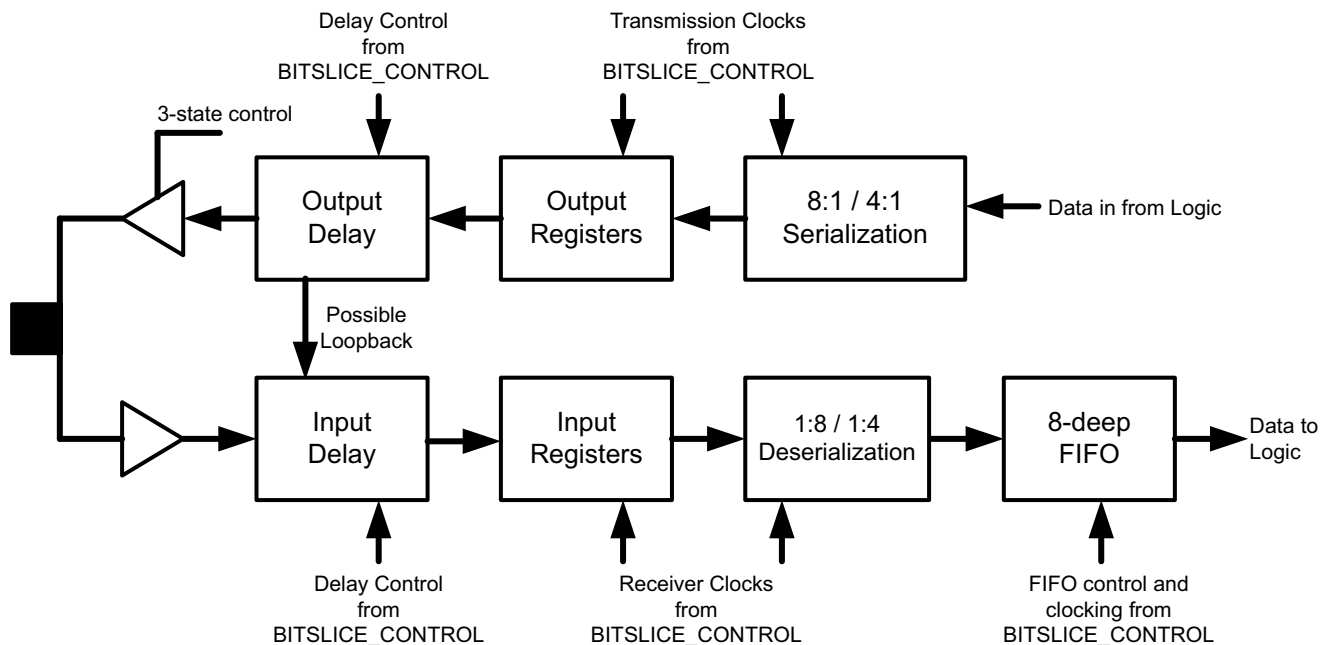 Delay Control
from
BITSLICE_CONTROL
Transmission Clocks
from
BITSLICE_CONTROL
3-state control
Output
Delay
Output
Registers
8:1 / 4:1
Serialization
Data in from Logic
Possible
Loopback
Input
Delay
Input
Registers
1:8 / 1:4
Deserialization
8-deep
FIFO
Data to
Logic
Delay Control
from
BITSLICE_CONTROL
Receiver Clocks
from
BITSLICE_CONTROL
FIFO control and
clocking from
BITSLICE_CONTROL